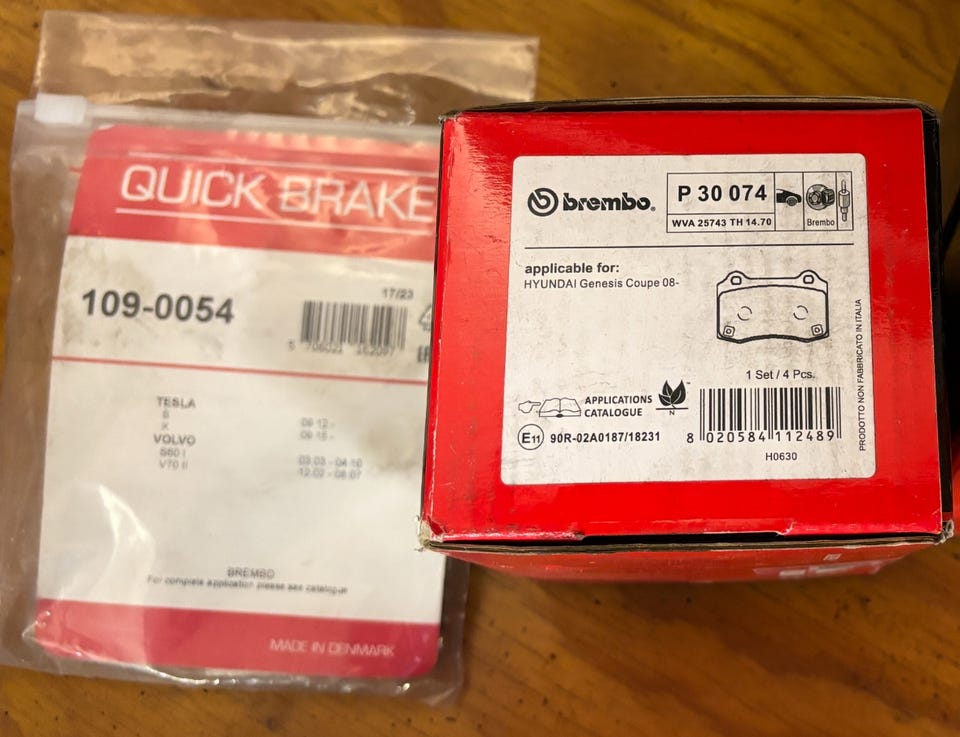 QUICK BRAKE
109-0054
17/23
TESLA
S 09.12 -
X 09.15 -
VOLVO
S60 I 03.03 - 04.10
V70 II
BREMBO
For complete application please see catalogue
MADE IN DENMARK
brembo.
P 30 074
WVA 25743 TH 14.70
Brembo
applicable for:
HYUNDAI Genesis Coupe 08-
1 Set / 4 Pcs.
APPLICATIONS
CATALOGUE
N
E11 90R-02A0187/18231
8 020584 112489
H0630
PRODOTTO NON FABBRICATO IN ITALIA